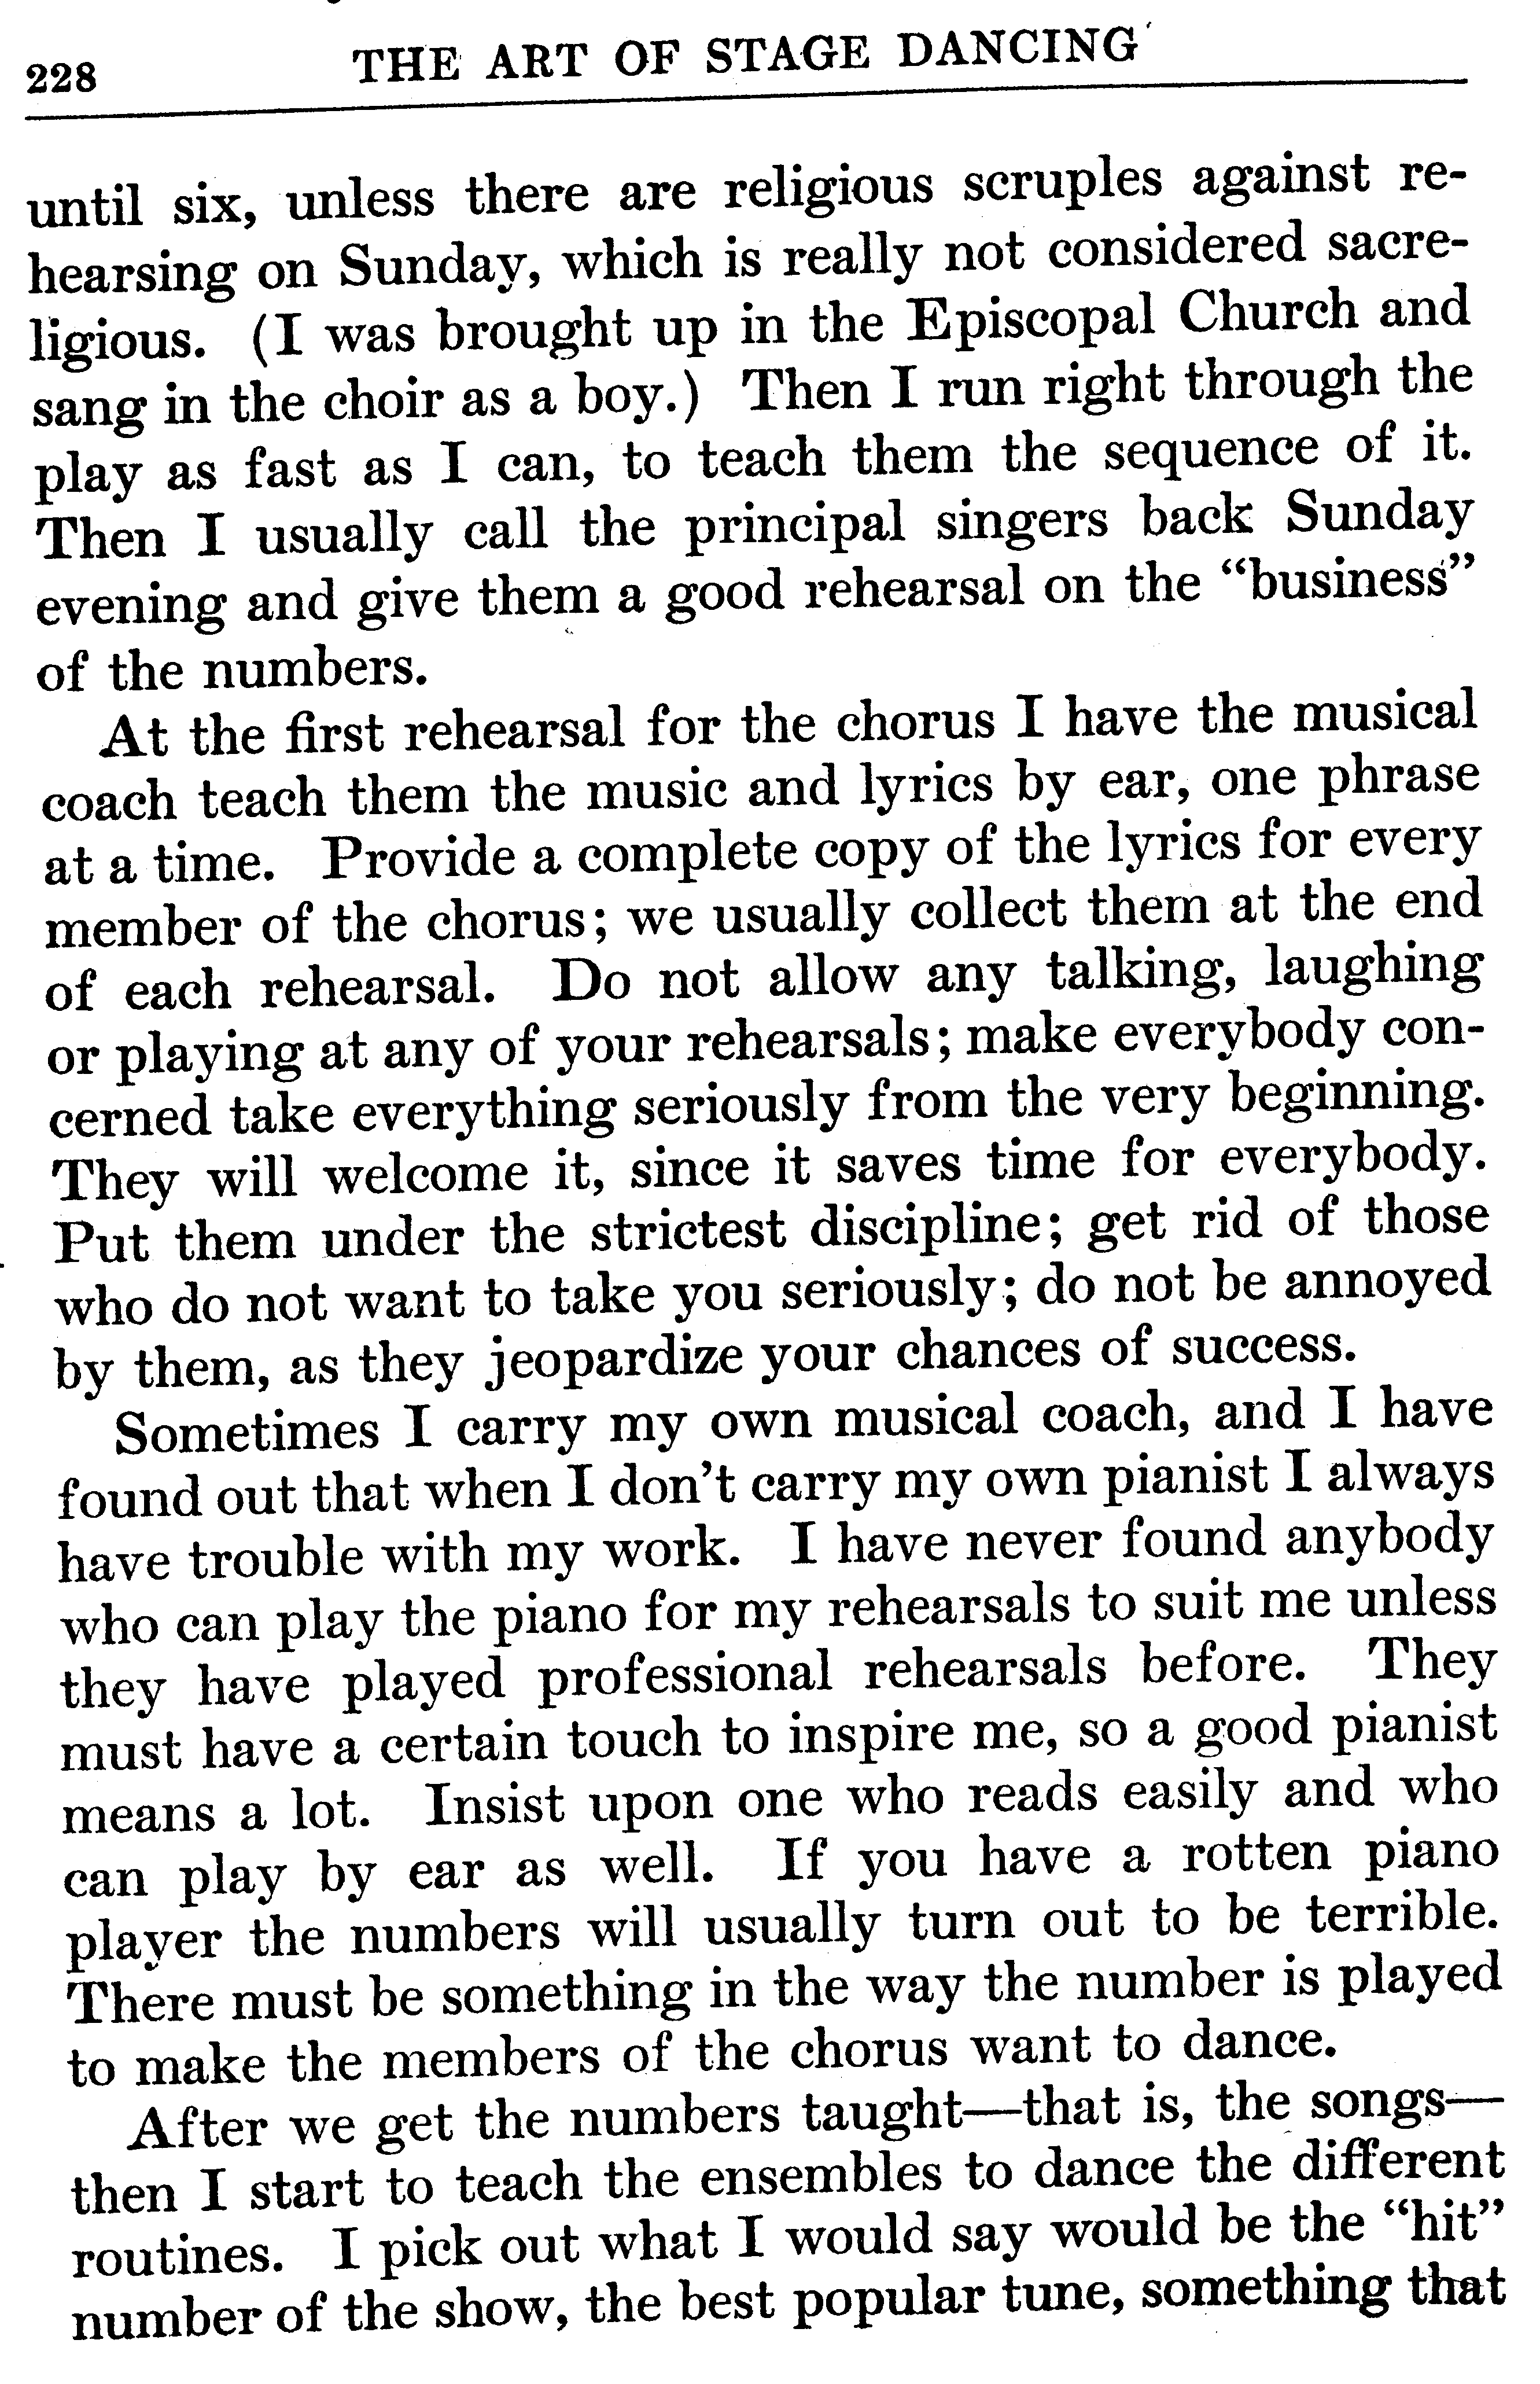 228 THE ART OF STAGE DANCING
until six, unless there are religious scruples against re-
hearsing on Sunday, which is really not considered sacre-
ligious. (I was brought up in the Episcopal Church and
sang in the choir as a boy.) Then I run right through the
play as fast as I can, to teach them the sequence of it.
Then I usually call the principal singers back Sunday
evening and give them a good rehearsal on the “business”
of the numbers.
At the first rehearsal for the chorus I have the musical
coach teach them the music and lyrics by ear, one phrase
at a time. Provide a complete copy of the lyrics for every
member of the chorus; we usually collect them at the end
of each rehearsal. Do not allow any talking, laughing
or playing at any of your rehearsals; make everybody con-
cerned take everything seriously from the very beginning.
They will welcome it, since it saves time for everybody.
Put them under the strictest discipline; get rid of those
who do not want to take you seriously; do not be annoyed
by them, as they jeopardize your chances of success.
Sometimes I carry my own musical coach, and I have
found out that when I don’t carry my own pianist I always
have trouble with my work. I have never found anybody
who can play the piano for my rehearsals to suit me unless
they have played professional rehearsals before. They
must have a certain touch to inspire me, so a good pianist
means a lot. Insist upon one who reads easily and who
can play by ear as well. If you have a rotten piano
player the numbers will usually turn out to be terrible.
There must be something in the way the number is played
to make the members of the chorus want to dance.
After we get the numbers taught—that is, the songs—
then I start to teach the ensembles to dance the different
routines. I pick out what I would say would be the “hit”
number of the show, the best popular tune, something that